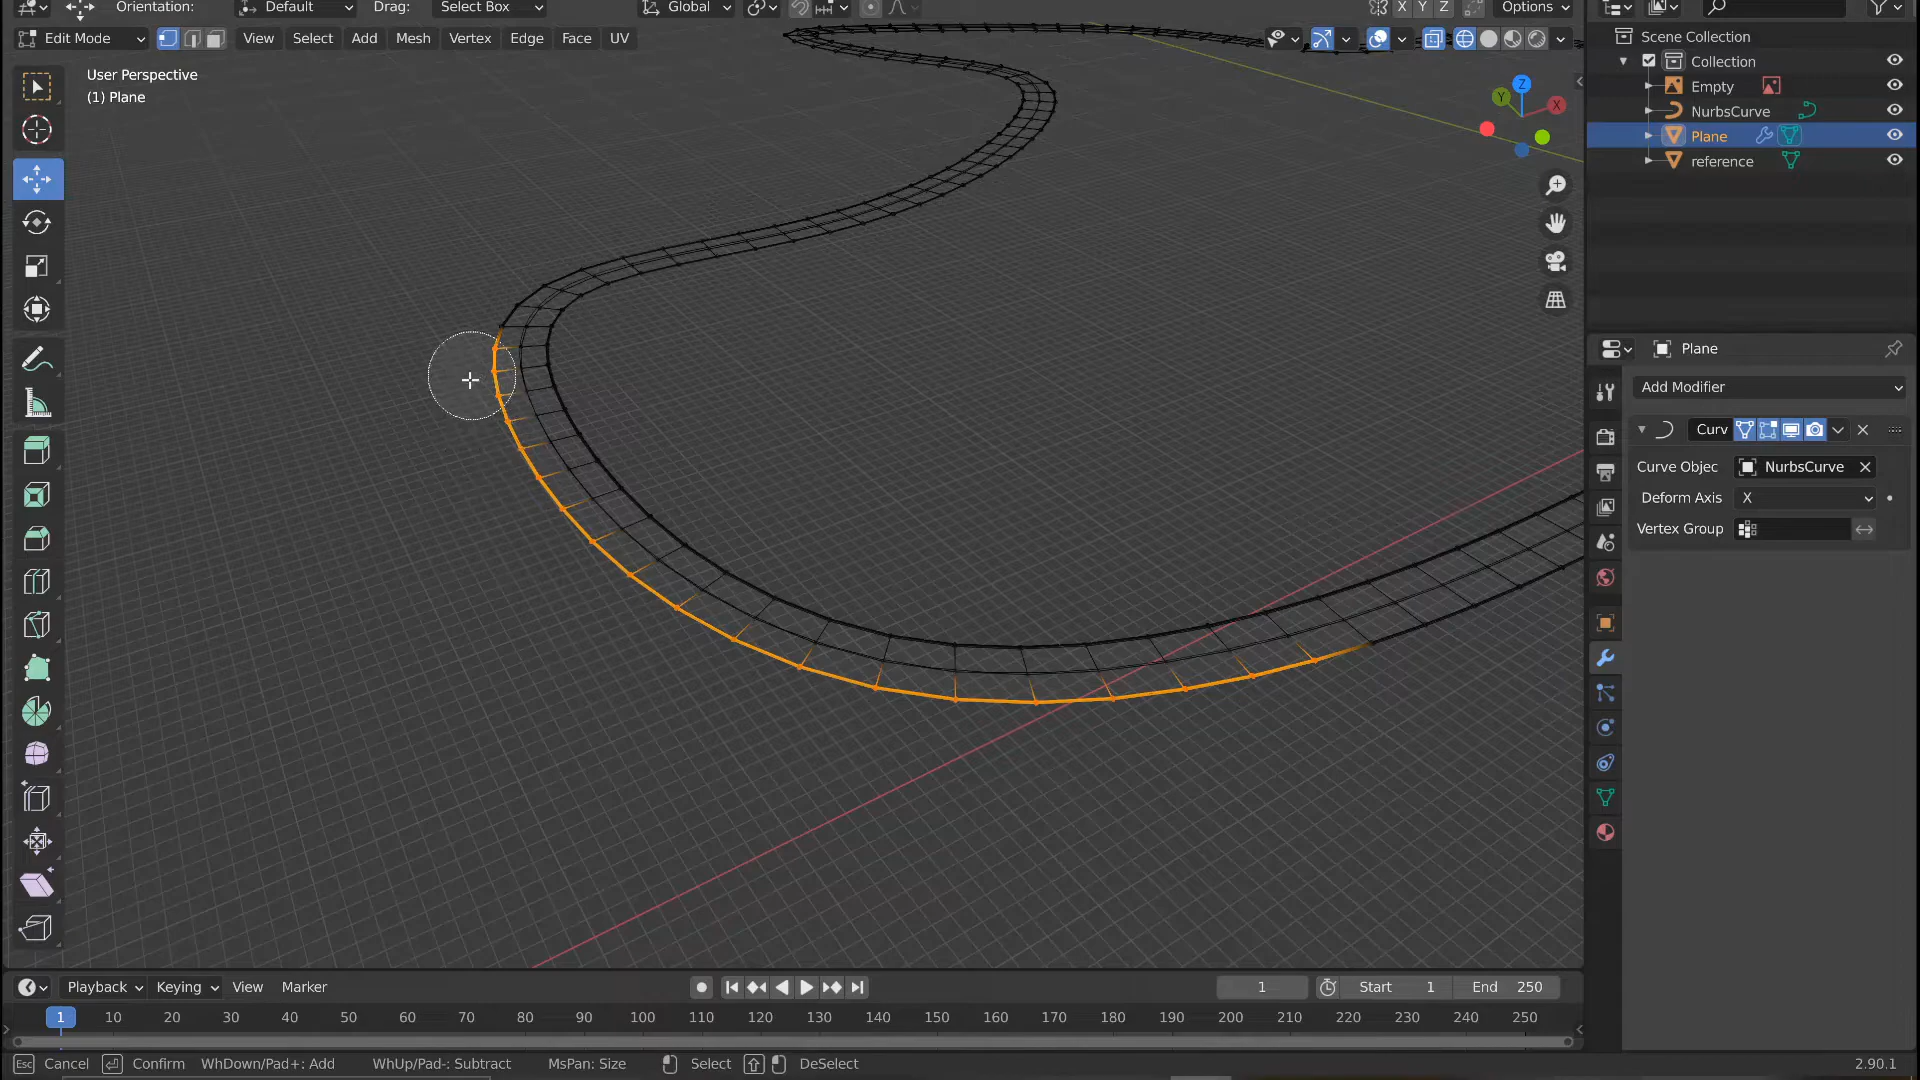 Orientation: Default Drag: Select Box Global X Y Z Options
Edit Mode View Select Add Mesh Vertex Edge Face UV
User Perspective
(1) Plane
Z
Y
X
Scene Collection
Collection
Empty
NurbsCurve
Plane
reference
Plane
Add Modifier
Curv
Curve Objec NurbsCurve
Deform Axis X
Vertex Group
Playback Keying View Marker 1 Start 1 End 250
1 10 20 30 40 50 60 70 80 90 100 110 120 130 140 150 160 170 180 190 200 210 220 230 240 250
Esc Cancel Confirm WhDown/Pad+: Add WhUp/Pad-: Subtract MsPan: Size Select DeSelect 2.90.1